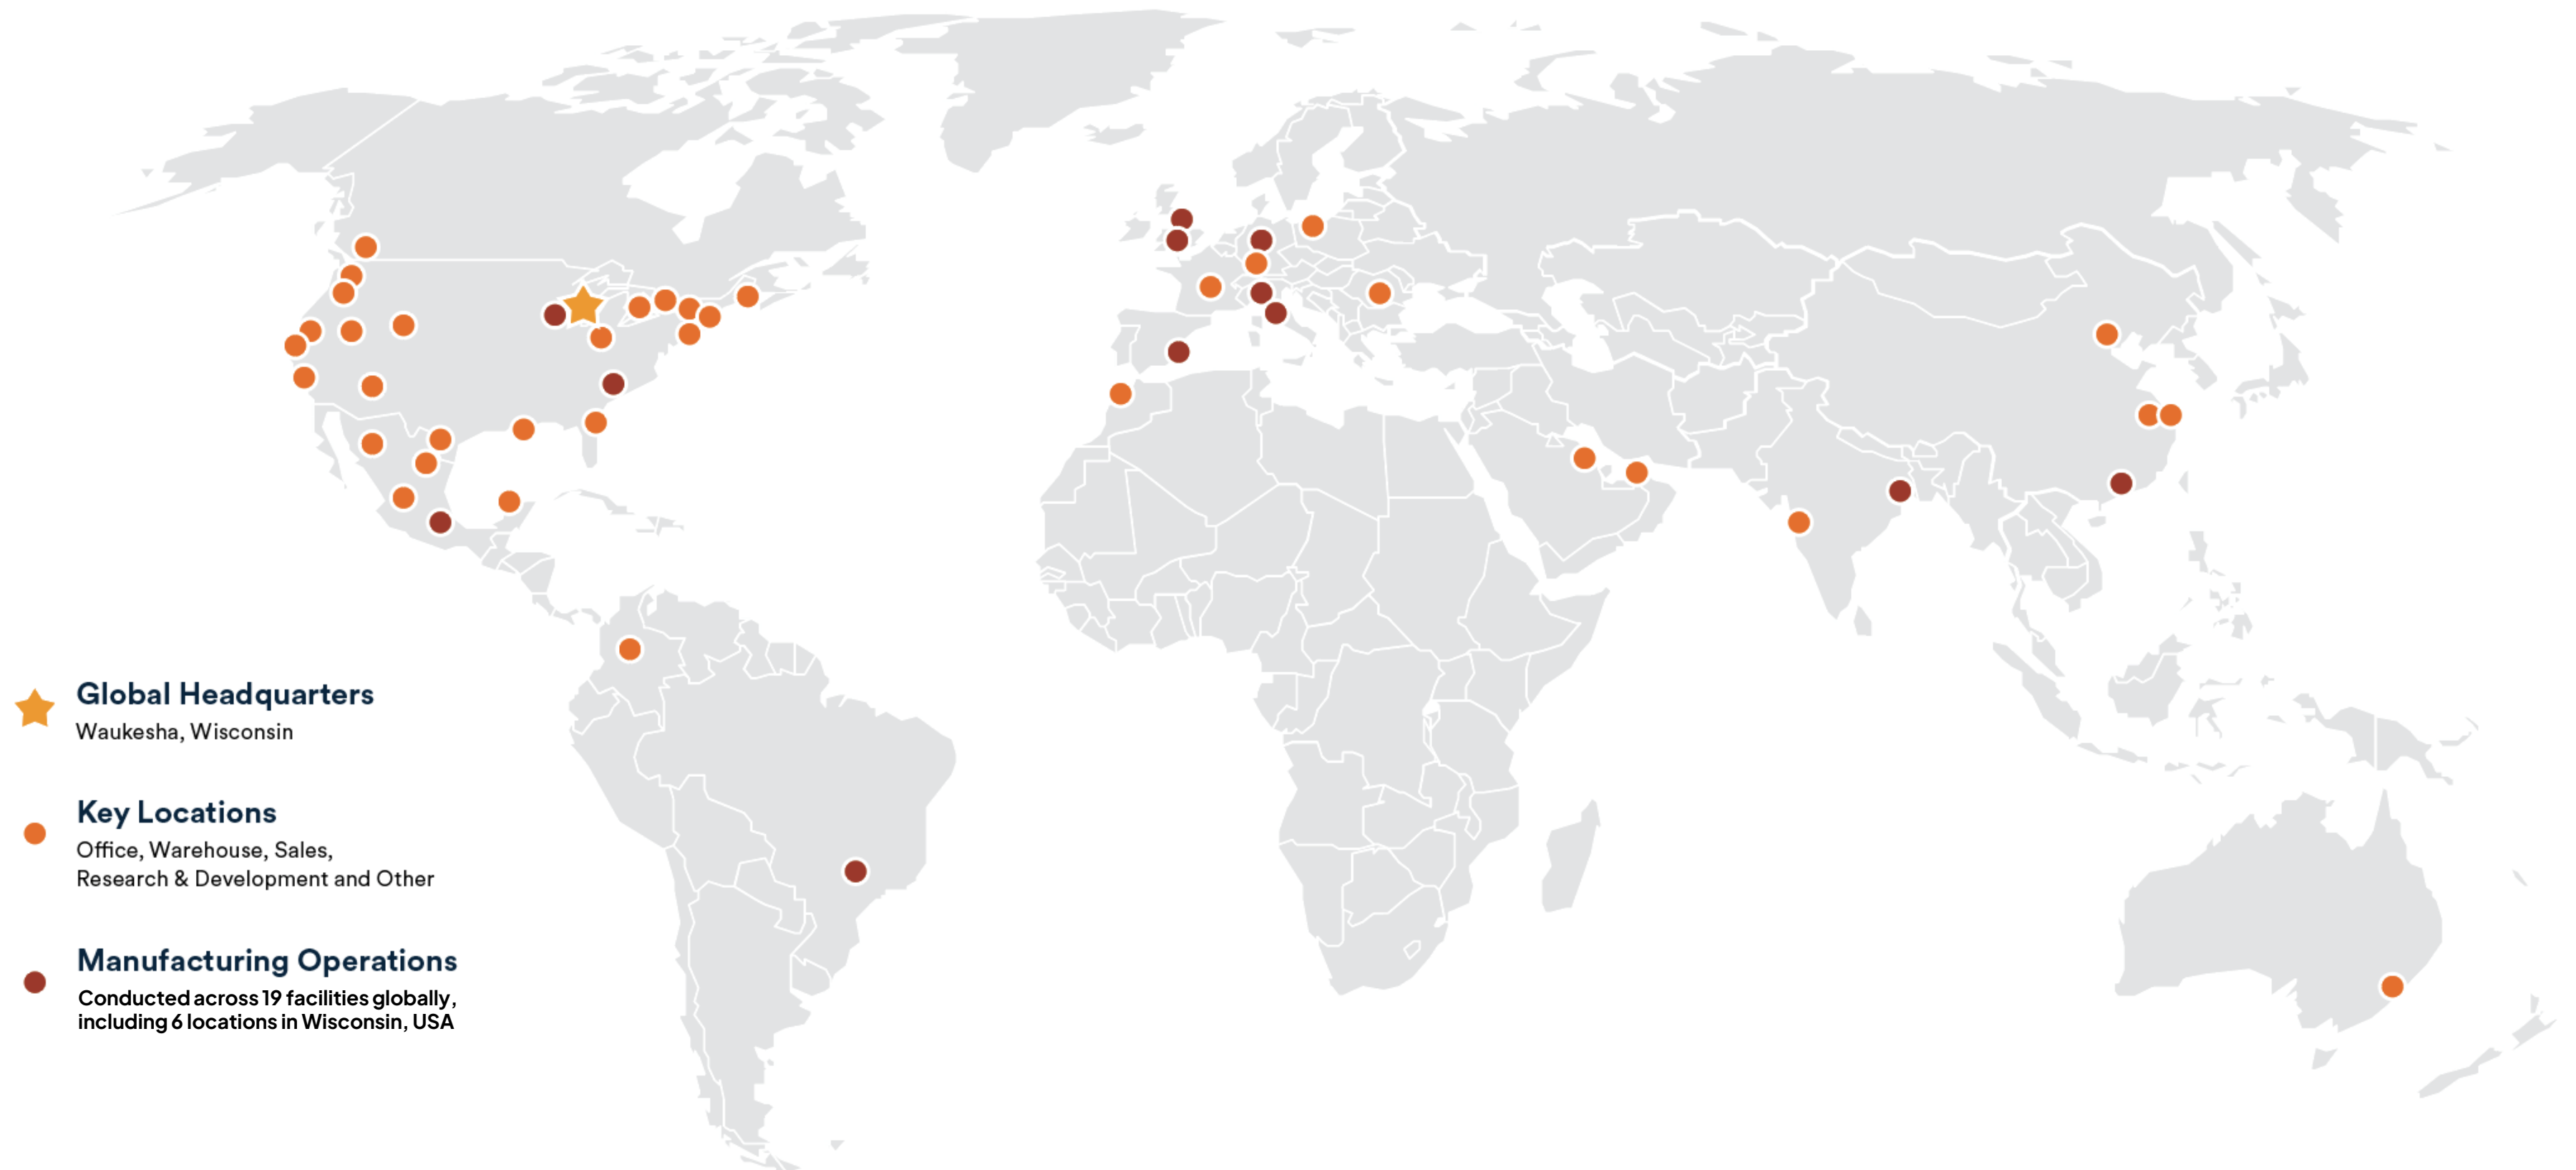 Global Headquarters
Waukesha, Wisconsin
Key Locations
Office, Warehouse, Sales,
Research & Development and Other
Manufacturing Operations
Conducted across 19 facilities globally,
including 6 locations in Wisconsin, USA